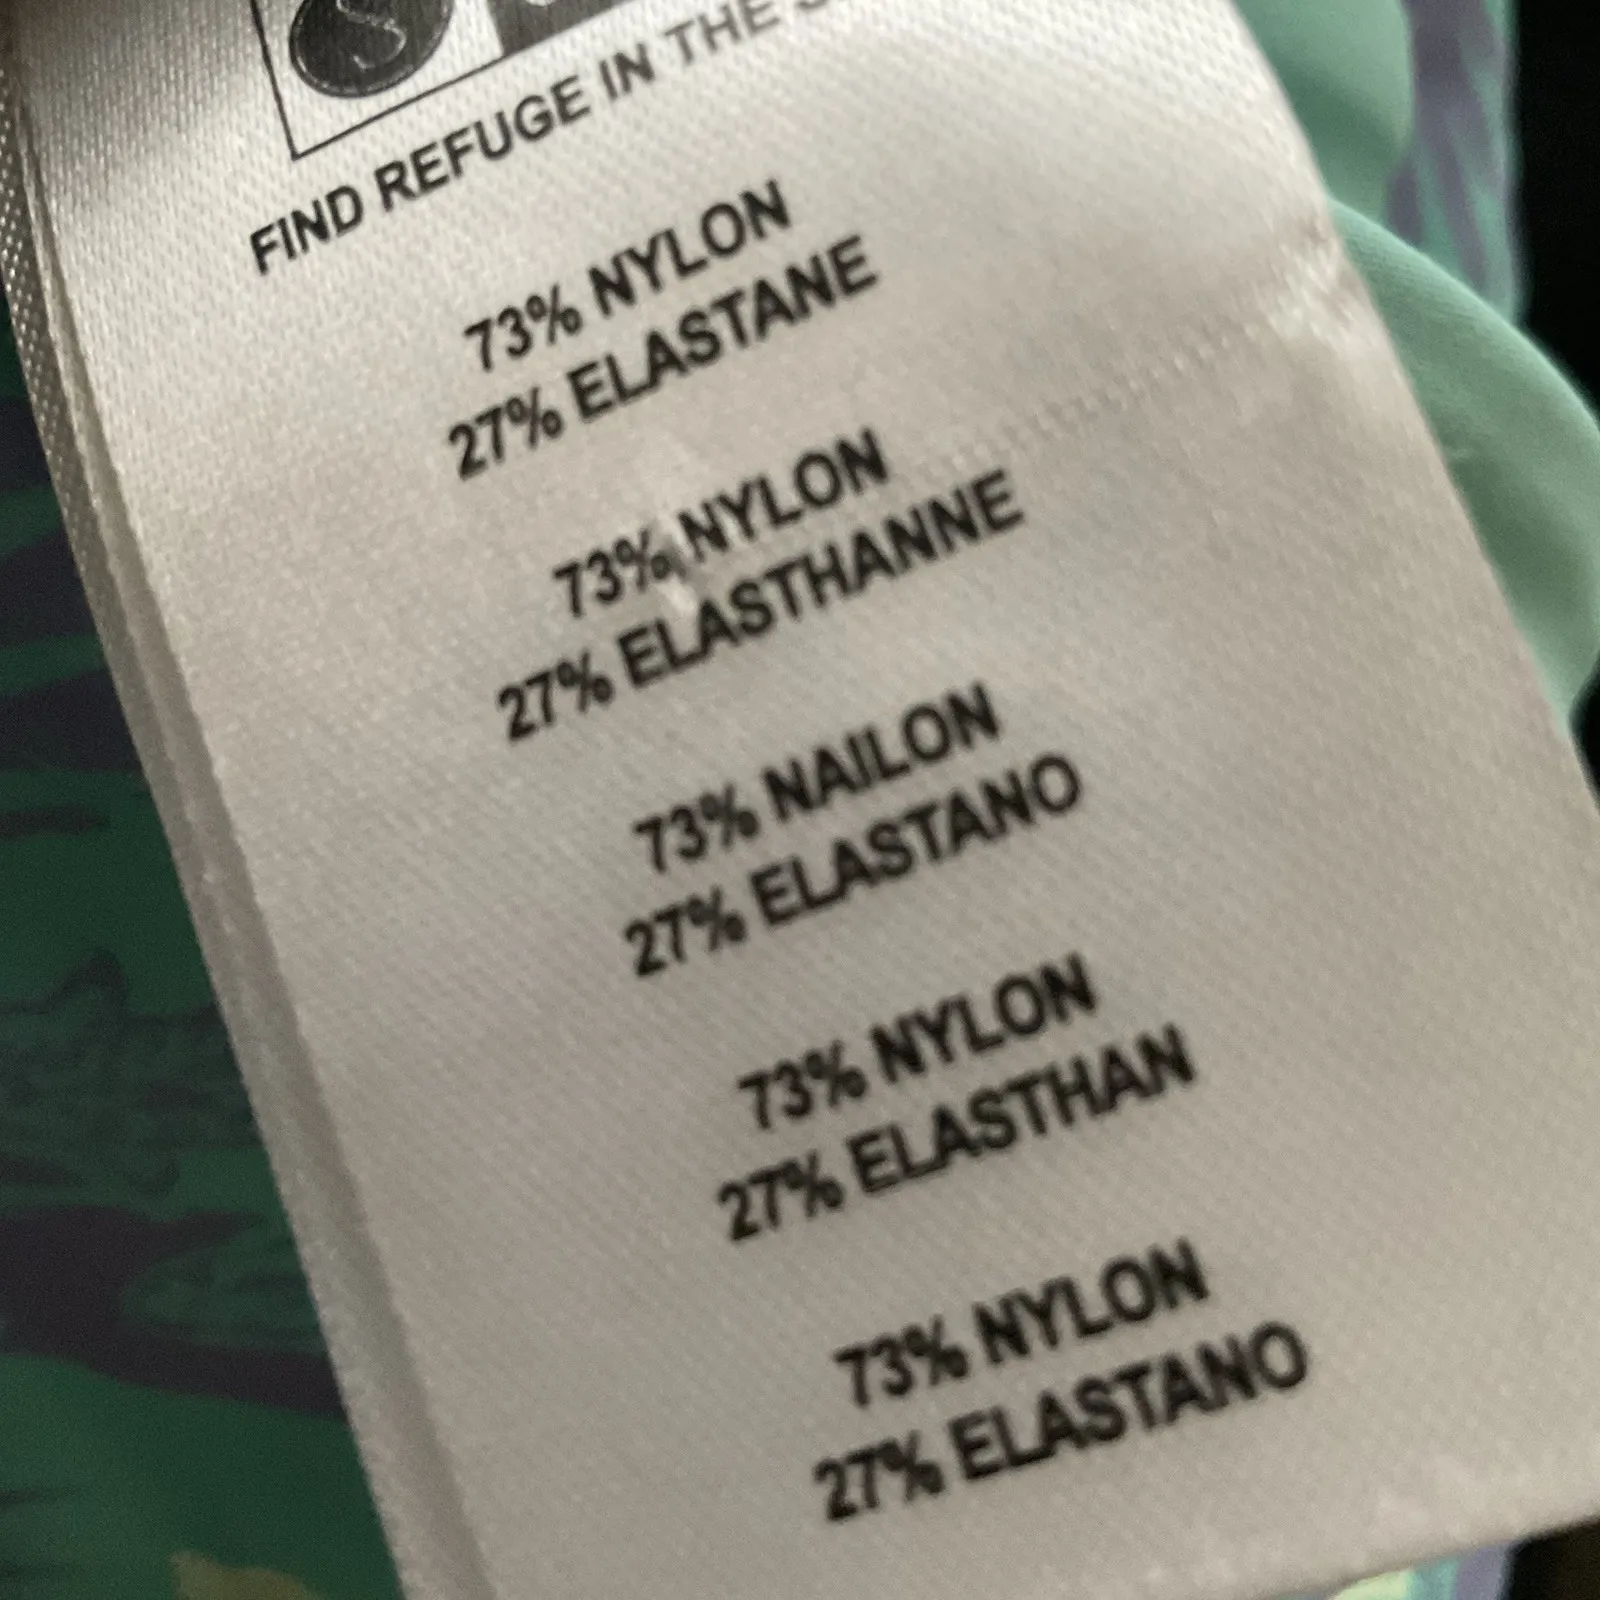 S
FIND REFUGE IN THE
73% NYLON
27% ELASTANE
73% NYLON
27% ELASTHANNE
73% NAILON
27% ELASTANO
73% NYLON
27% ELASTHAN
73% NYLON
27% ELASTANO